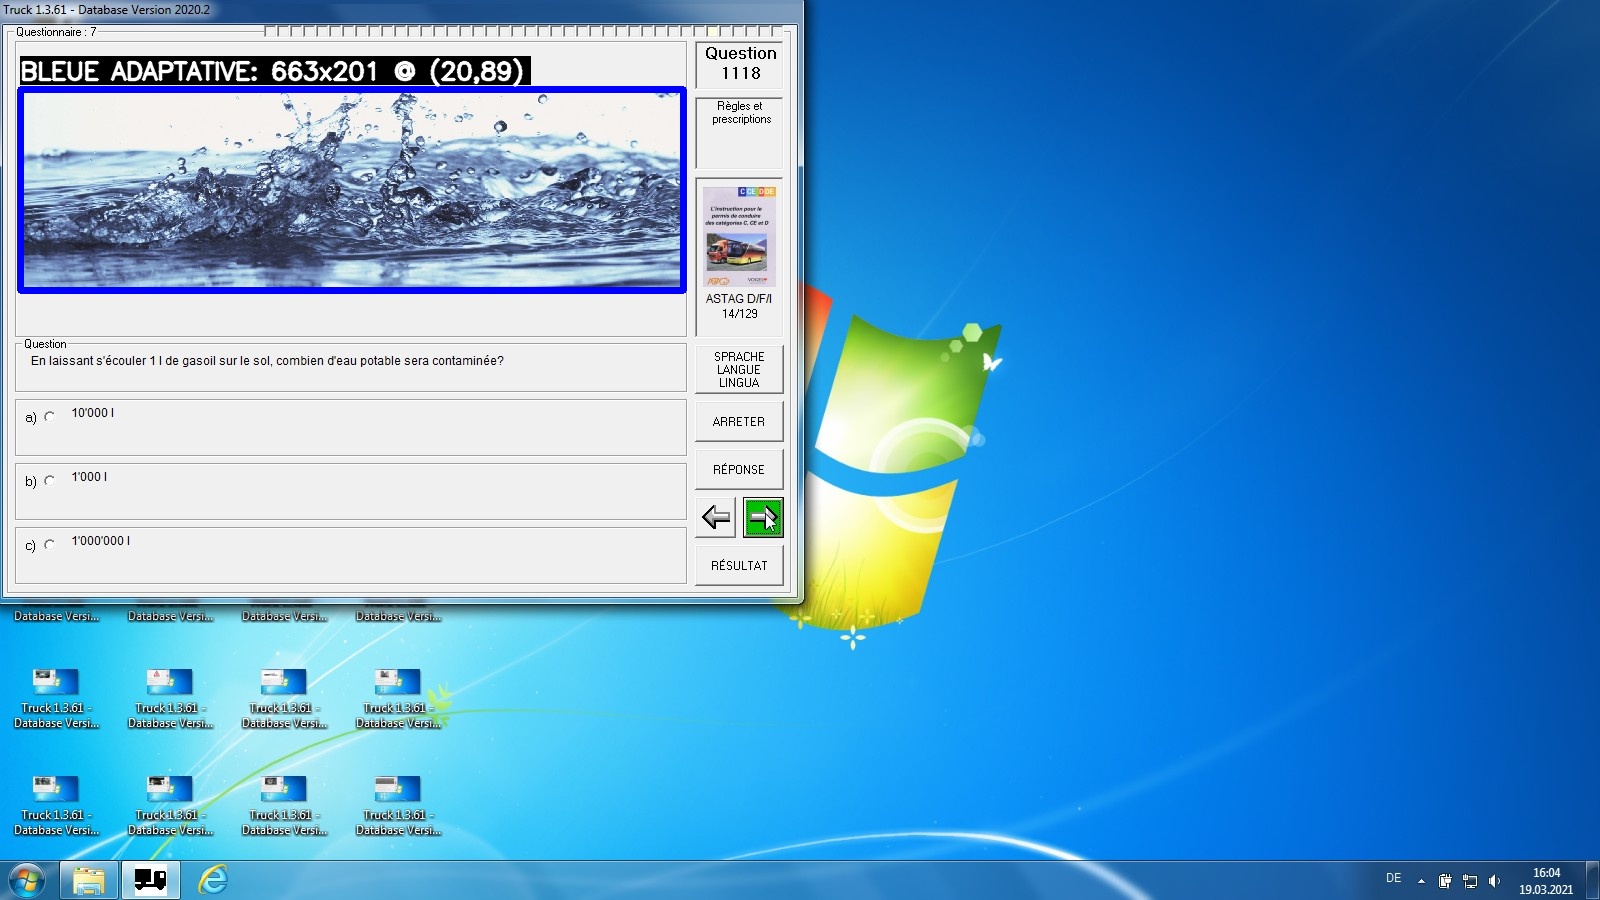 Truck 1.3.61 - Database Version 2020.2
Questionnaire : 7
BLEUE ADAPTATIVE: 663x201 @ (20,89)
Question
1118
Règles et
prescriptions
C CE D DE
L'instruction pour le
permis de conduire
des catégories C, CE et D
ASTAG D/F/I
14/129
Question
En laissant s'écouler 1 l de gasoil sur le sol, combien d'eau potable sera contaminée?
a) 10'000 l
b) 1'000 l
c) 1'000'000 l
SPRACHE
LANGUE
LINGUA
ARRETER
RÉPONSE
RÉSULTAT
Database Versi...
Database Versi...
Database Versi...
Database Versi...
Truck 1.3.61 -
Database Versi...
Truck 1.3.61 -
Database Versi...
Truck 1.3.61 -
Database Versi...
Truck 1.3.61 -
Database Versi...
Truck 1.3.61 -
Database Versi...
Truck 1.3.61 -
Database Versi...
Truck 1.3.61 -
Database Versi...
Truck 1.3.61 -
Database Versi...
DE
16:04
19.03.2021